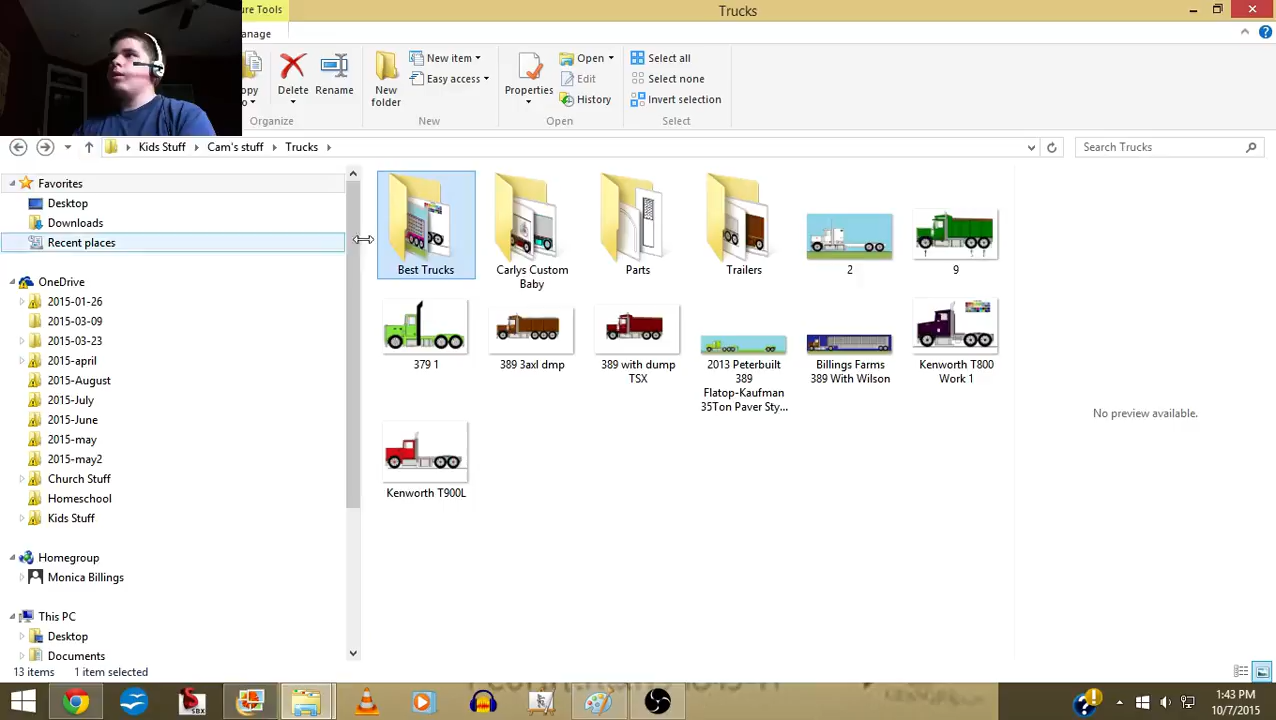 ure Tools
Trucks
anage
opy
Delete
Rename
New folder
New item
Easy access
Properties
Open
Edit
History
Select all
Select none
Invert selection
Organize
New
Open
Select
Kids Stuff
Cam's stuff
Trucks
Search Trucks
Favorites
Desktop
Downloads
Recent places
OneDrive
2015-01-26
2015-03-09
2015-03-23
2015-april
2015-August
2015-July
2015-June
2015-may
2015-may2
Church Stuff
Homeschool
Kids Stuff
Homegroup
Monica Billings
This PC
Desktop
Documents
Best Trucks
Carlys Custom
Baby
Parts
Trailers
2
9
379 1
389 3axl dmp
389 with dump
TSX
2013 Peterbuilt
389
Flatop-Kaufman
35Ton Paver Sty...
Billings Farms
389 With Wilson
Kenworth T800
Work 1
Kenworth T900L
No preview available.
13 items
1 item selected
SBX
1:43 PM
10/7/2015